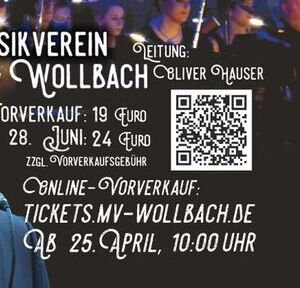 SIKVEREIN
WOLLBACH
LEITUNG:
OLIVER HAUSER
VORVERKAUF: 19 EURO
28. JUNI: 24 EURO
ZZGL. VORVERKAUFSGEBÜHR
ONLINE-VORVERKAUF:
TICKETS.MV-WOLLBACH.DE
AB 25. APRIL, 10:00 UHR